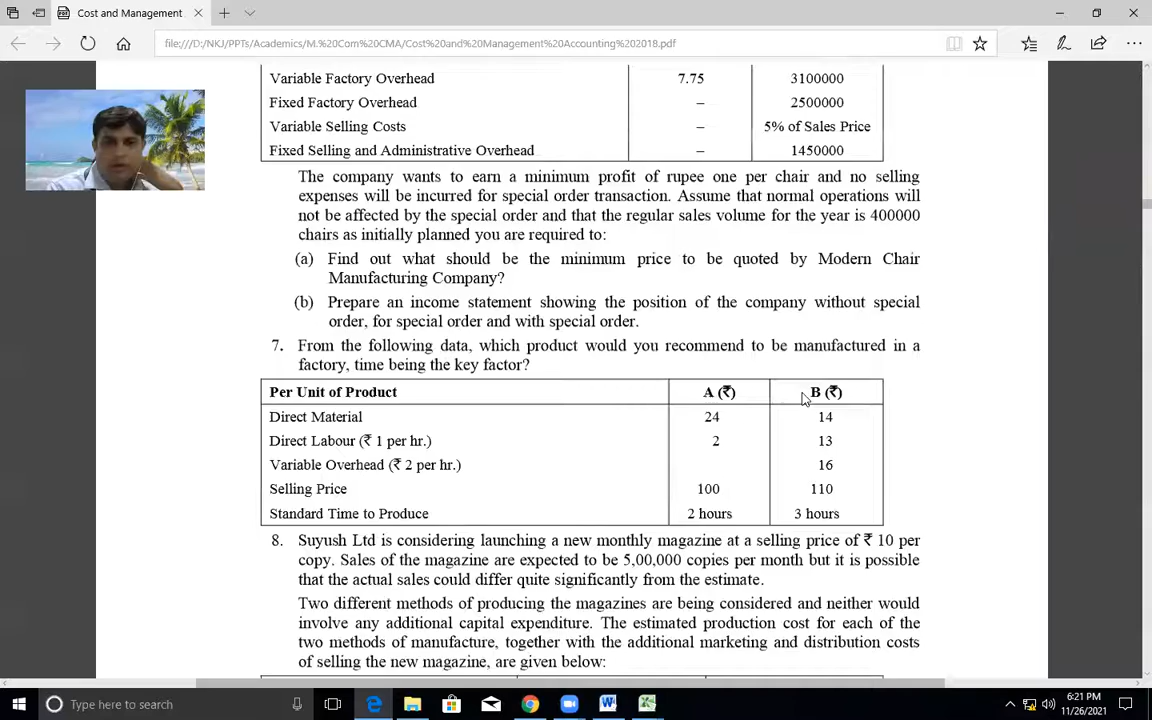 Cost and Management
file:///D:/NKJ/PPTs/Academics/M.%20Com%20CMA/Cost%20and%20Management%20Accounting%202018.pdf
Variable Factory Overhead 7.75 3100000
Fixed Factory Overhead – 2500000
Variable Selling Costs – 5% of Sales Price
Fixed Selling and Administrative Overhead – 1450000
The company wants to earn a minimum profit of rupee one per chair and no selling
expenses will be incurred for special order transaction. Assume that normal operations will
not be affected by the special order and that the regular sales volume for the year is 400000
chairs as initially planned you are required to:
(a) Find out what should be the minimum price to be quoted by Modern Chair
Manufacturing Company?
(b) Prepare an income statement showing the position of the company without special
order, for special order and with special order.
7. From the following data, which product would you recommend to be manufactured in a
factory, time being the key factor?
Per Unit of Product A (₹) B (₹)
Direct Material 24 14
Direct Labour (₹ 1 per hr.) 2 13
Variable Overhead (₹ 2 per hr.) 16
Selling Price 100 110
Standard Time to Produce 2 hours 3 hours
8. Suyush Ltd is considering launching a new monthly magazine at a selling price of ₹ 10 per
copy. Sales of the magazine are expected to be 5,00,000 copies per month but it is possible
that the actual sales could differ quite significantly from the estimate.
Two different methods of producing the magazines are being considered and neither would
involve any additional capital expenditure. The estimated production cost for each of the
two methods of manufacture, together with the additional marketing and distribution costs
of selling the new magazine, are given below:
Type here to search
6:21 PM
11/26/2021